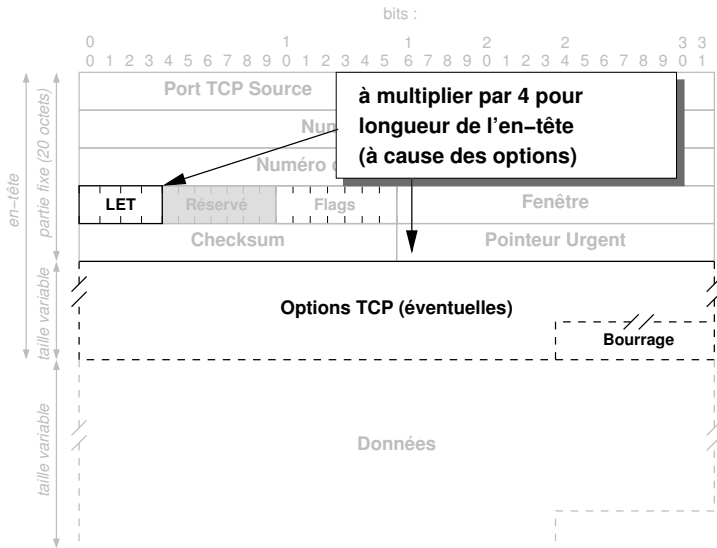 bits :
0 1 1 2 2 3 3
0 1 2 3 4 5 6 7 8 9 0 1 2 3 4 5 6 7 8 9 0 1 2 3 4 5 6 7 8 9 0 1
Port TCP Source
à multiplier par 4 pour
longueur de l'en-tête
(à cause des options)
Numéro
LET
Réservé
Flags
Fenêtre
Checksum
Pointeur Urgent
Options TCP (éventuelles)
Bourrage
Données
en-tête
partie fixe (20 octets)
taille variable
taille variable